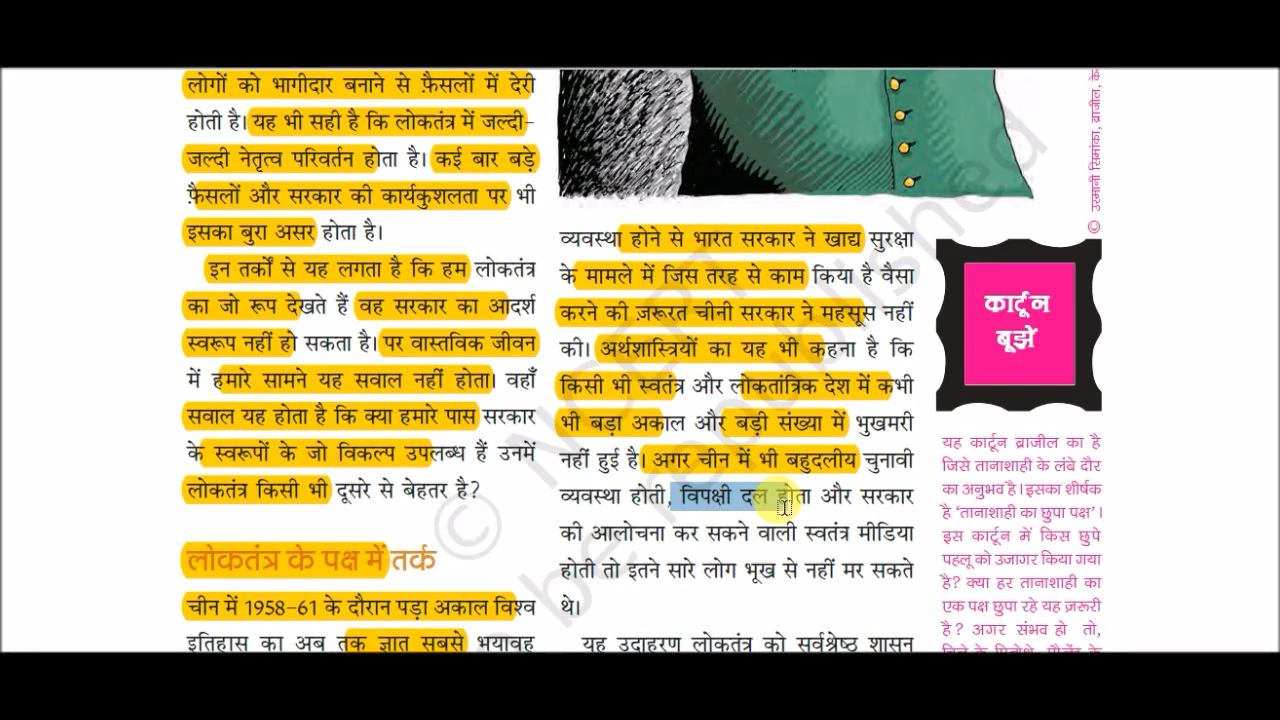 लोगों को भागीदार बनाने से फ़ैसलों में देरी
होती है। यह भी सही है कि लोकतंत्र में जल्दी-
जल्दी नेतृत्व परिवर्तन होता है। कई बार बड़े
फ़ैसलों और सरकार की कार्यकुशलता पर भी
इसका बुरा असर होता है।
इन तर्कों से यह लगता है कि हम लोकतंत्र
का जो रूप देखते हैं वह सरकार का आदर्श
स्वरूप नहीं हो सकता है। पर वास्तविक जीवन
में हमारे सामने यह सवाल नहीं होता। वहाँ
सवाल यह होता है कि क्या हमारे पास सरकार
के स्वरूपों के जो विकल्प उपलब्ध हैं उनमें
लोकतंत्र किसी भी दूसरे से बेहतर है?
लोकतंत्र के पक्ष में तर्क
चीन में 1958-61 के दौरान पड़ा अकाल विश्व
इतिहास का अब तक ज्ञात सबसे भयावह
व्यवस्था होने से भारत सरकार ने खाद्य सुरक्षा
के मामले में जिस तरह से काम किया है वैसा
करने की ज़रूरत चीनी सरकार ने महसूस नहीं
की। अर्थशास्त्रियों का यह भी कहना है कि
किसी भी स्वतंत्र और लोकतांत्रिक देश में कभी
भी बड़ा अकाल और बड़ी संख्या में भुखमरी
नहीं हुई है। अगर चीन में भी बहुदलीय चुनावी
व्यवस्था होती, विपक्षी दल होता और सरकार
की आलोचना कर सकने वाली स्वतंत्र मीडिया
होती तो इतने सारे लोग भूख से नहीं मर सकते
थे।
यह उदाहरण लोकतंत्र को सर्वश्रेष्ठ शासन
© उस्मानी सिमांका, ब्राजील, के
कार्टून
बूझें
यह कार्टून ब्राजील का है
जिसे तानाशाही के लंबे दौर
का अनुभव है। इसका शीर्षक
है 'तानाशाही का छुपा पक्ष'।
इस कार्टून में किस छुपे
पहलू को उजागर किया गया
है? क्या हर तानाशाही का
एक पक्ष छुपा रहे यह ज़रूरी
है? अगर संभव हो तो,
© NCERT
be republished